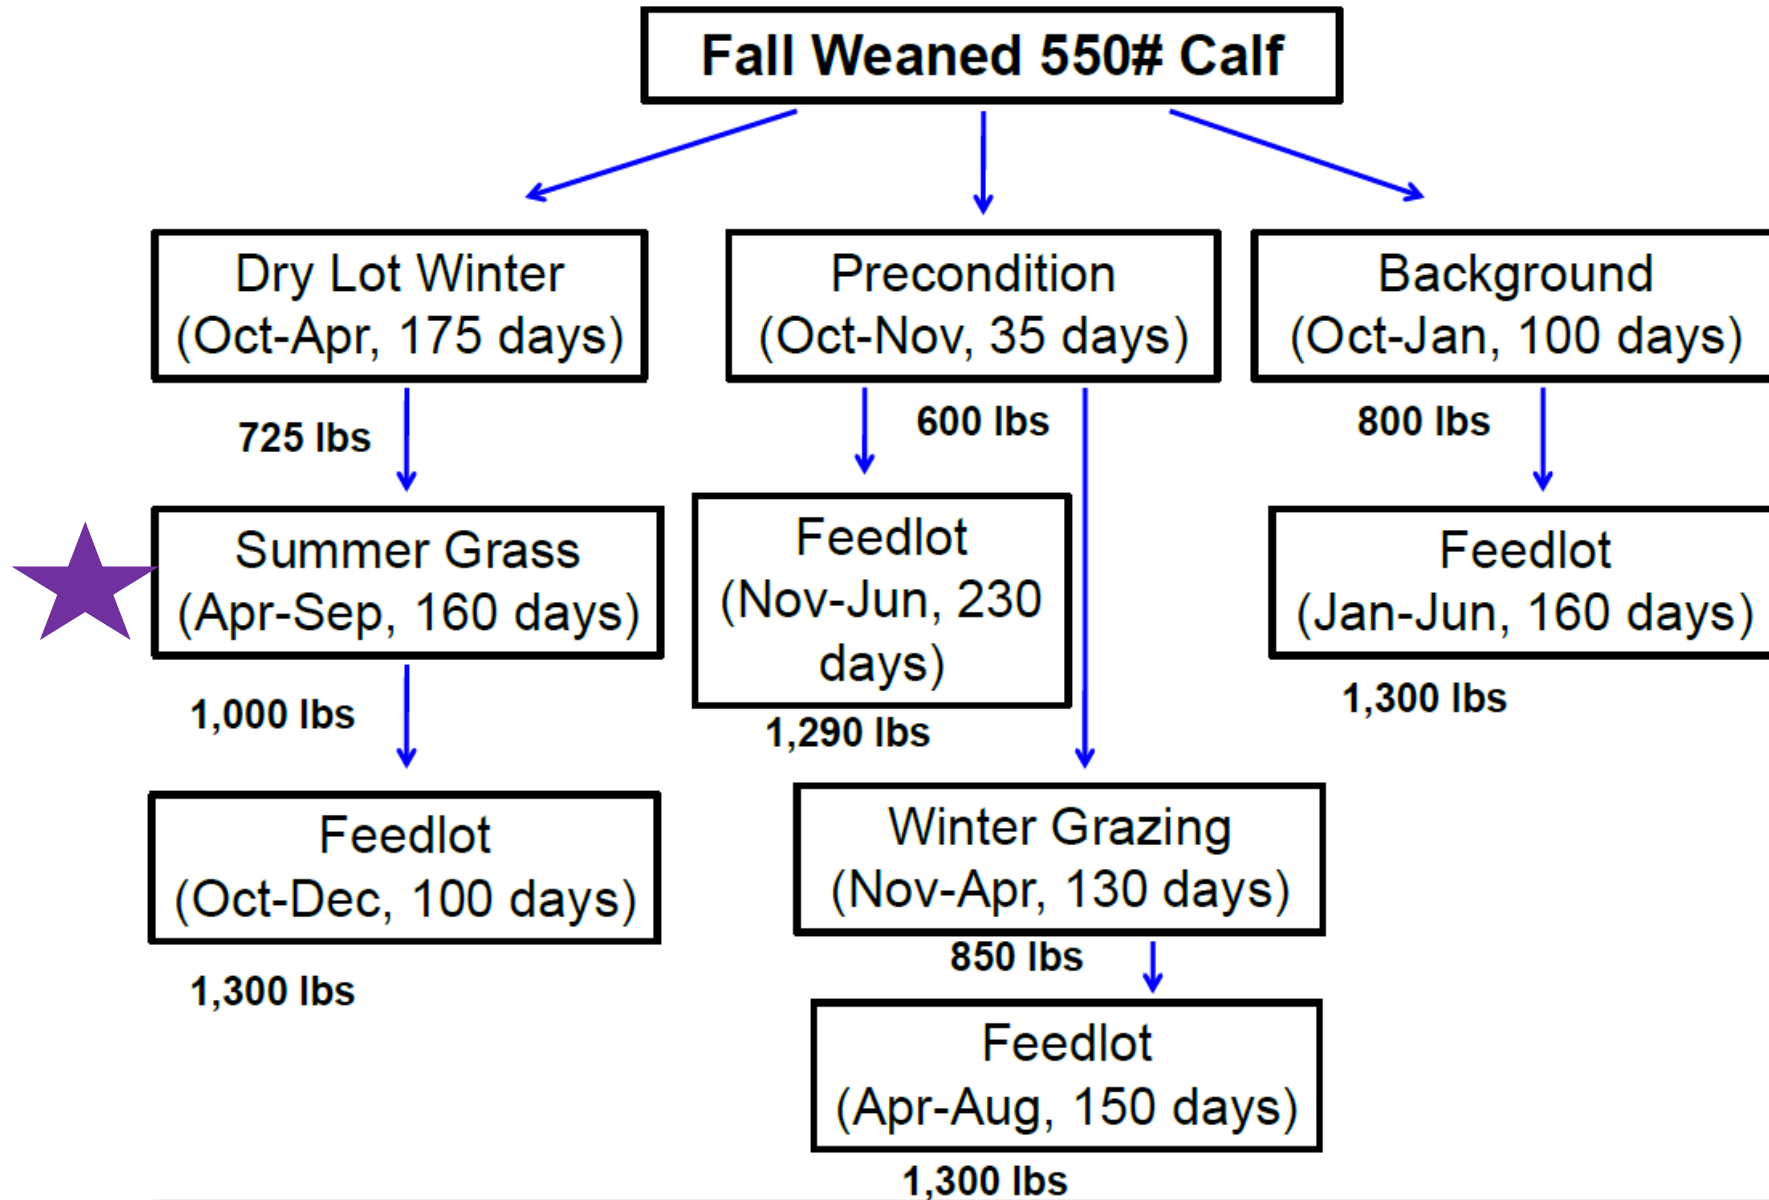 Fall Weaned 550# Calf
Dry Lot Winter
(Oct-Apr, 175 days)
Precondition
(Oct-Nov, 35 days)
Background
(Oct-Jan, 100 days)
725 lbs
600 lbs
800 lbs
Summer Grass
(Apr-Sep, 160 days)
Feedlot
(Nov-Jun, 230
days)
Feedlot
(Jan-Jun, 160 days)
1,000 lbs
1,290 lbs
1,300 lbs
Feedlot
(Oct-Dec, 100 days)
Winter Grazing
(Nov-Apr, 130 days)
1,300 lbs
850 lbs
Feedlot
(Apr-Aug, 150 days)
1,300 lbs